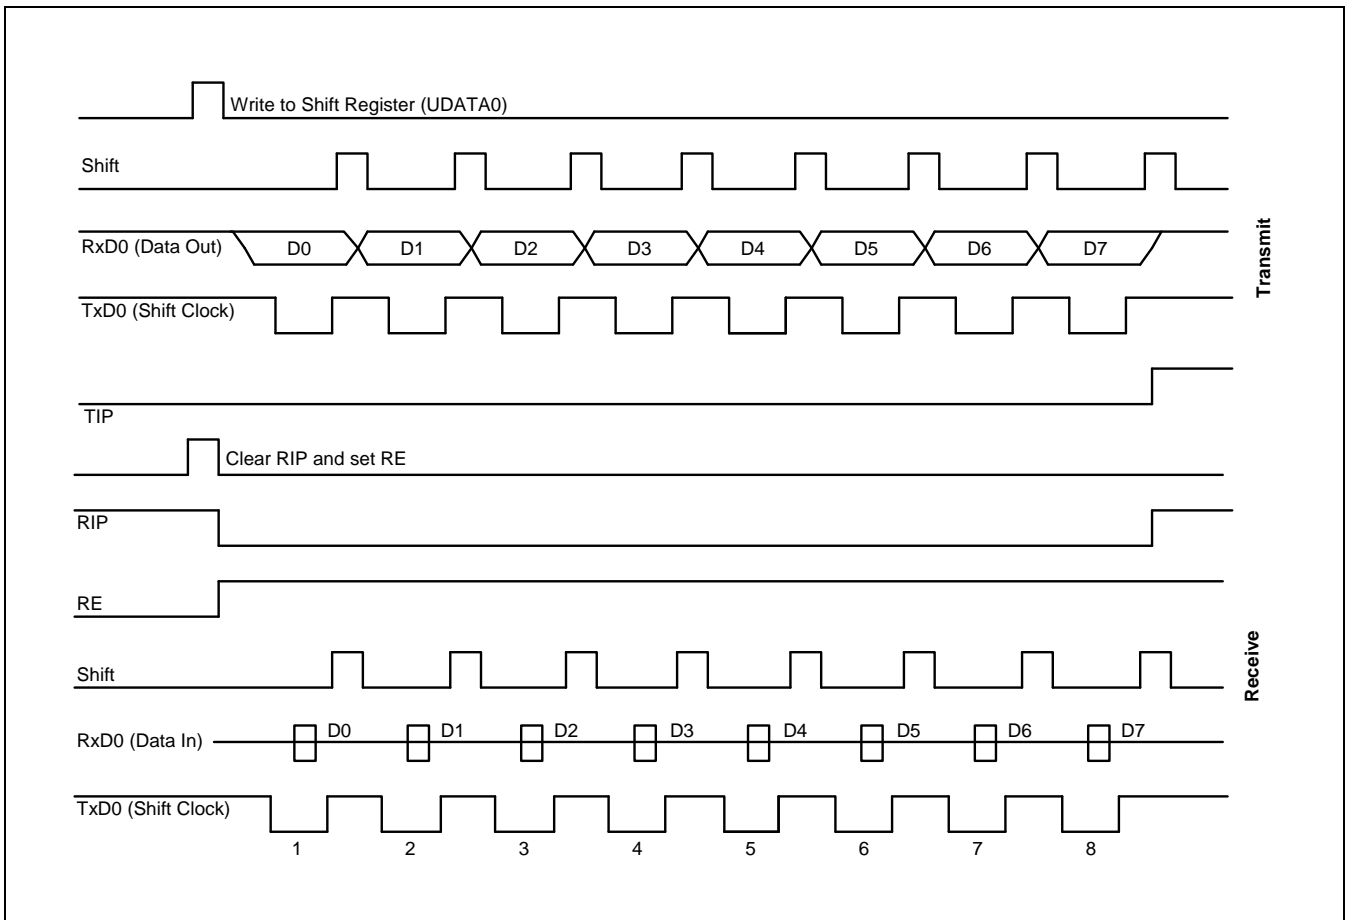 Write to Shift Register (UDATA0)
Shift
RxD0 (Data Out) D0 D1 D2 D3 D4 D5 D6 D7
TxD0 (Shift Clock)
TIP
Transmit
Clear RIP and set RE
RIP
RE
Shift
RxD0 (Data In) D0 D1 D2 D3 D4 D5 D6 D7
TxD0 (Shift Clock)
1 2 3 4 5 6 7 8
Receive